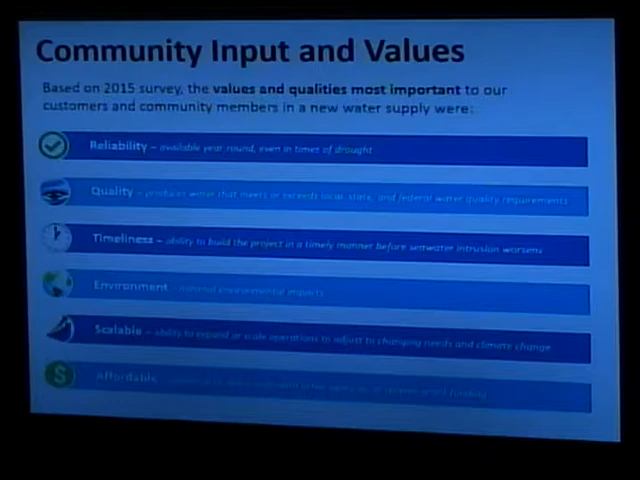 Community Input and Values
Based on 2015 survey, the values and qualities most important to our
customers and community members in a new water supply were:
Reliability – available year round, even in times of drought
Quality – produces water that meets or exceeds local, state, and federal water quality requirements
Timeliness – ability to build the project in a timely manner before seawater intrusion worsens
Environment – minimal environmental impacts
Scalable – ability to expand or scale operations to adjust to changing needs and climate change
Affordable